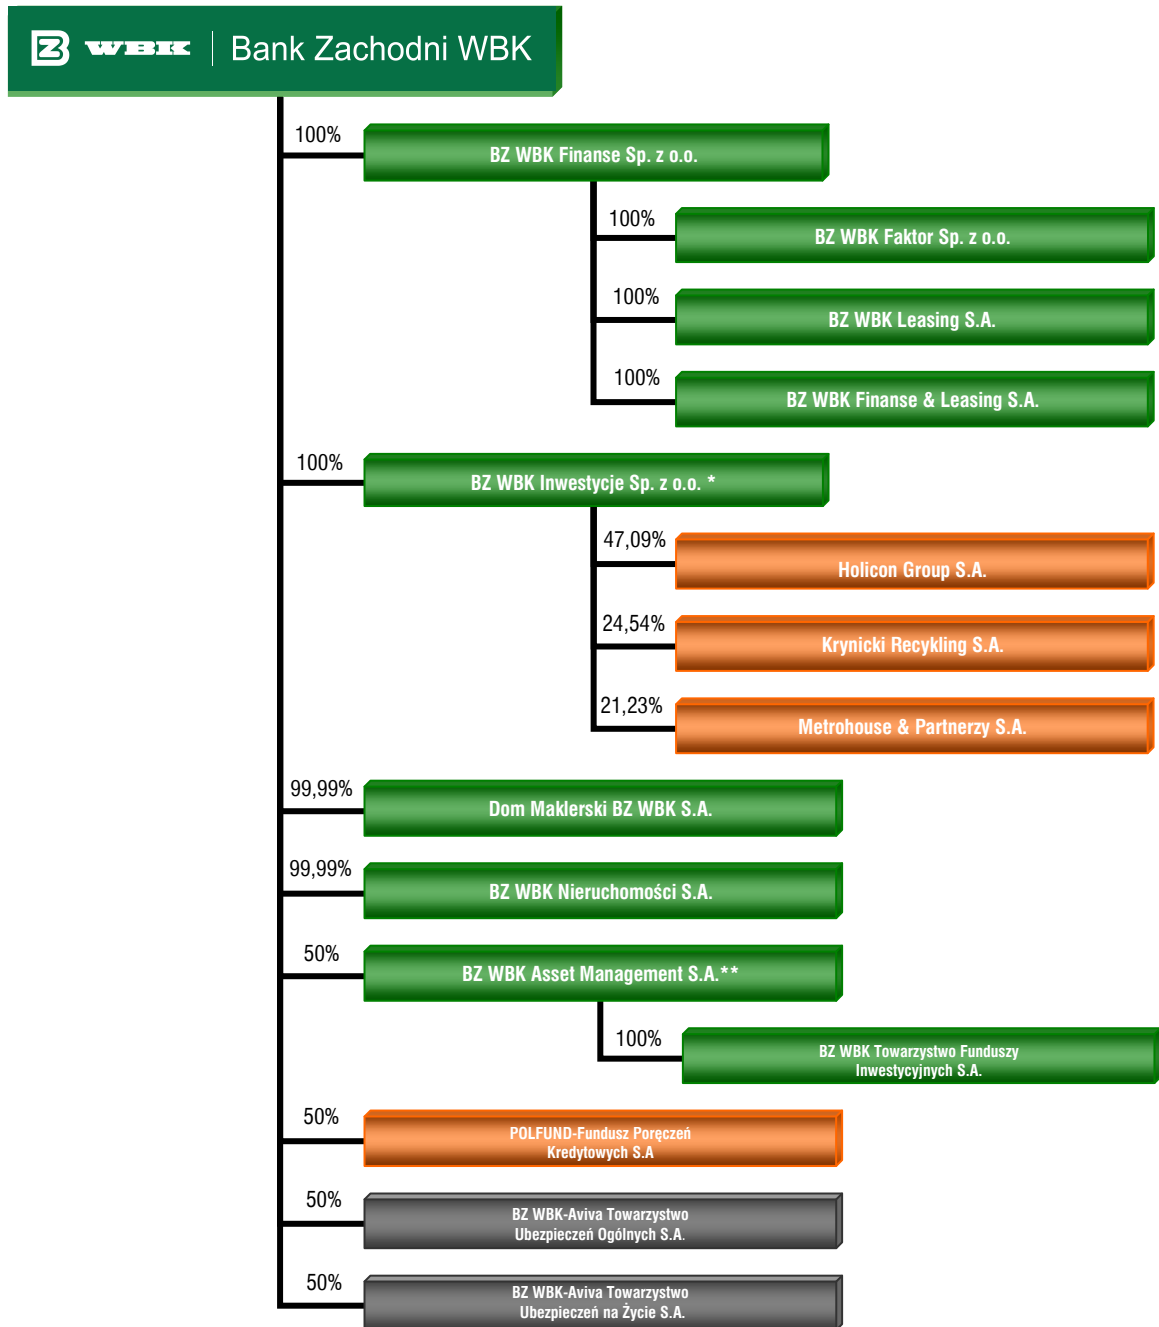 BZ WBK | Bank Zachodni WBK
100%
BZ WBK Finanse Sp. z o.o.
100%
BZ WBK Faktor Sp. z o.o.
100%
BZ WBK Leasing S.A.
100%
BZ WBK Finanse & Leasing S.A.
100%
BZ WBK Inwestycje Sp. z o.o. *
47,09%
Holicon Group S.A.
24,54%
Krynicki Recykling S.A.
21,23%
Metrohouse & Partnerzy S.A.
99,99%
Dom Maklerski BZ WBK S.A.
99,99%
BZ WBK Nieruchomości S.A.
50%
BZ WBK Asset Management S.A.**
100%
BZ WBK Towarzystwo Funduszy
Inwestycyjnych S.A.
50%
POLFUND-Fundusz Poręczeń
Kredytowych S.A
50%
BZ WBK-Aviva Towarzystwo
Ubezpieczeń Ogólnych S.A.
50%
BZ WBK-Aviva Towarzystwo
Ubezpieczeń na Życie S.A.